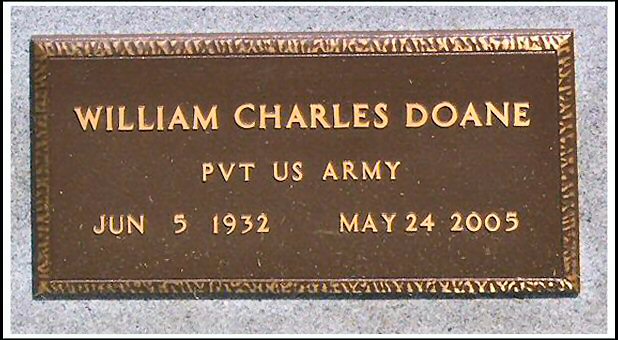 WILLIAM CHARLES DOANE
PVT US ARMY
JUN 5 1932 MAY 24 2005